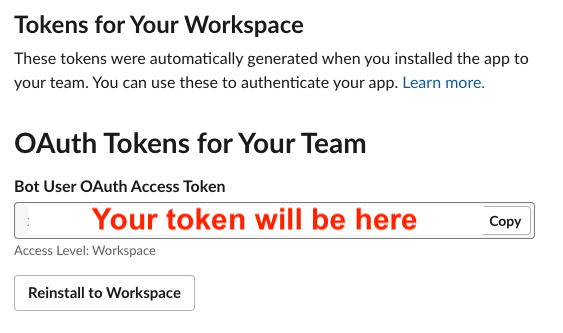 Tokens for Your Workspace
These tokens were automatically generated when you installed the app to
your team. You can use these to authenticate your app. Learn more.
OAuth Tokens for Your Team
Bot User OAuth Access Token
Your token will be here
Copy
Access Level: Workspace
Reinstall to Workspace